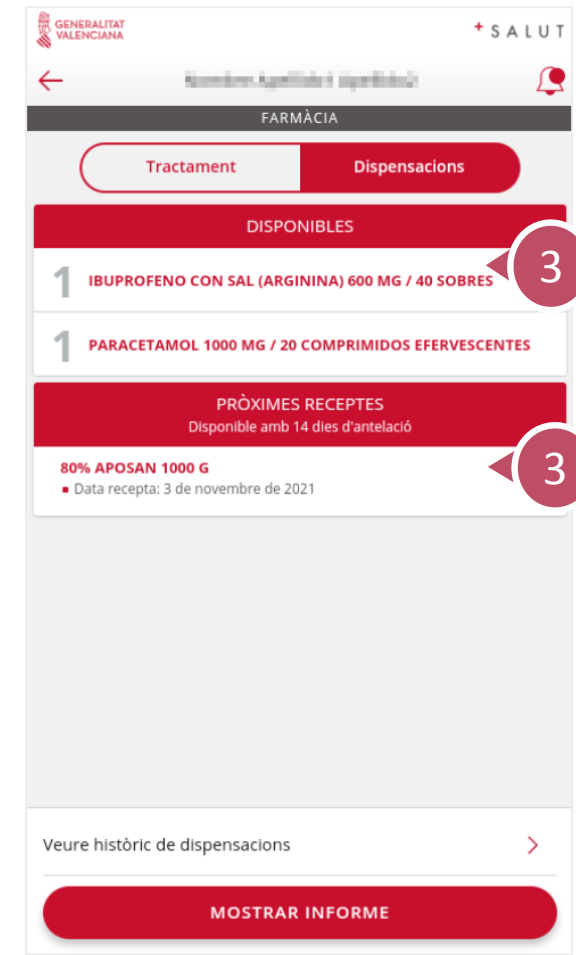 GENERALITAT
VALENCIANA
+SALUT
FARMÀCIA
Tractament
Dispensacions
DISPONIBLES
1 IBUPROFENO CON SAL (ARGININA) 600 MG / 40 SOBRES
3
1 PARACETAMOL 1000 MG / 20 COMPRIMIDOS EFERVESCENTES
PRÒXIMES RECEPTES
Disponible amb 14 dies d'antelació
80% APOSAN 1000 G
3
▪ Data recepta: 3 de novembre de 2021
Veure històric de dispensacions
MOSTRAR INFORME